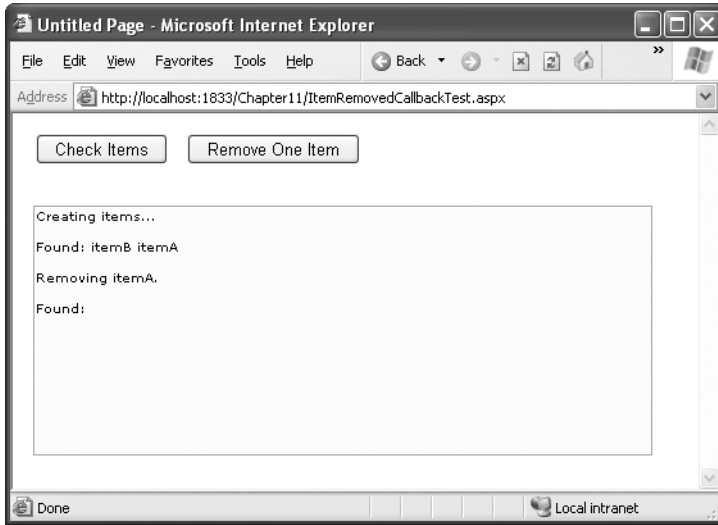 Untitled Page - Microsoft Internet Explorer
File Edit View Favorites Tools Help Back »
Address http://localhost:1833/Chapter11/ItemRemovedCallbackTest.aspx
Check Items Remove One Item
Creating items...
Found: itemB itemA
Removing itemA.
Found:
Done Local intranet